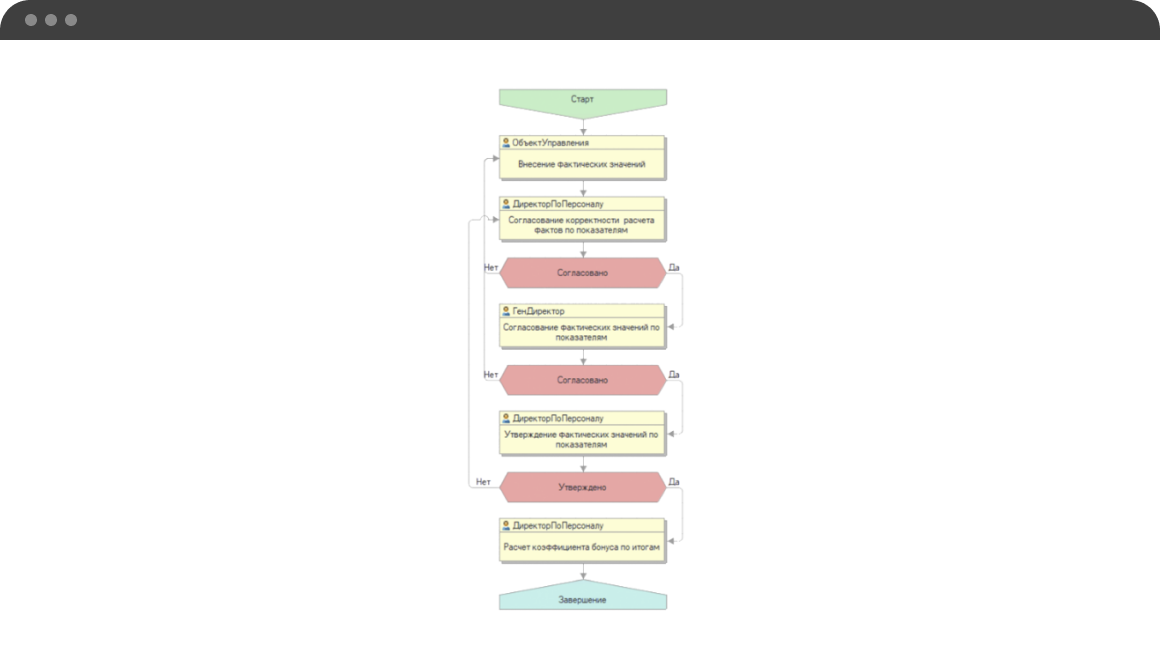 Старт
ОбъектУправления
Внесение фактических значений
ДиректорПоПерсоналу
Согласование корректности расчета
фактов по показателям
Нет
Согласовано
Да
ГенДиректор
Согласование фактических значений по
показателям
Нет
Согласовано
Да
ДиректорПоПерсоналу
Утверждение фактических значений по
показателям
Нет
Утверждено
Да
ДиректорПоПерсоналу
Расчет коэффициента бонуса по итогам
Завершение